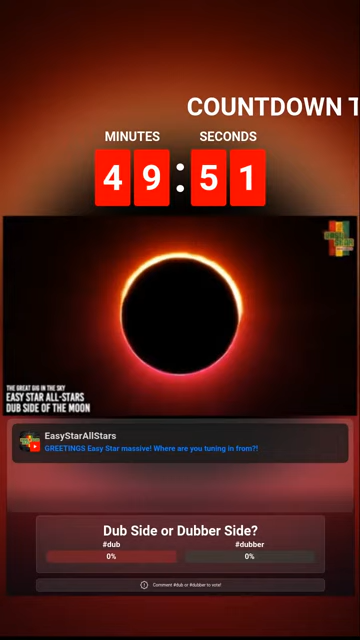 COUNTDOWN T
MINUTES SECONDS
49:51
THE GREAT GIG IN THE SKY
EASY STAR ALL-STARS
DUB SIDE OF THE MOON
EasyStarAllStars
GREETINGS Easy Star massive! Where are you tuning in from?!
Dub Side or Dubber Side?
#dub #dubber
0% 0%
Comment #dub or #dubber to vote!